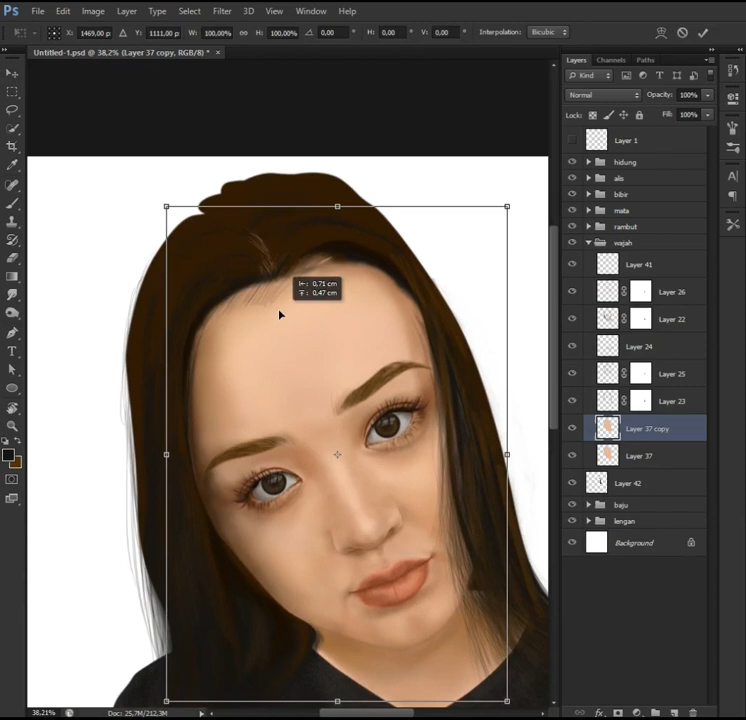 Ps File Edit Image Layer Type Select Filter 3D View Window Help
X: 1469,00 p Y: 1111,00 p W: 100,00% H: 100,00% 0,00 ° H: 0,00 ° V: 0,00 ° Interpolation: Bicubic
Untitled-1.psd @ 38,2% (Layer 37 copy, RGB/8) * ×
Layers Channels Paths
Kind T
Normal Opacity: 100%
Lock: Fill: 100%
Layer 1
hidung
alis
bibir
mata
rambut
wajah
Layer 41
Layer 26
Layer 22
Layer 24
Layer 25
Layer 23
Layer 37 copy
Layer 37
Layer 42
baju
lengan
Background
0,71 cm
0,47 cm
38,21% Doc: 25,7M/212,3M
fx